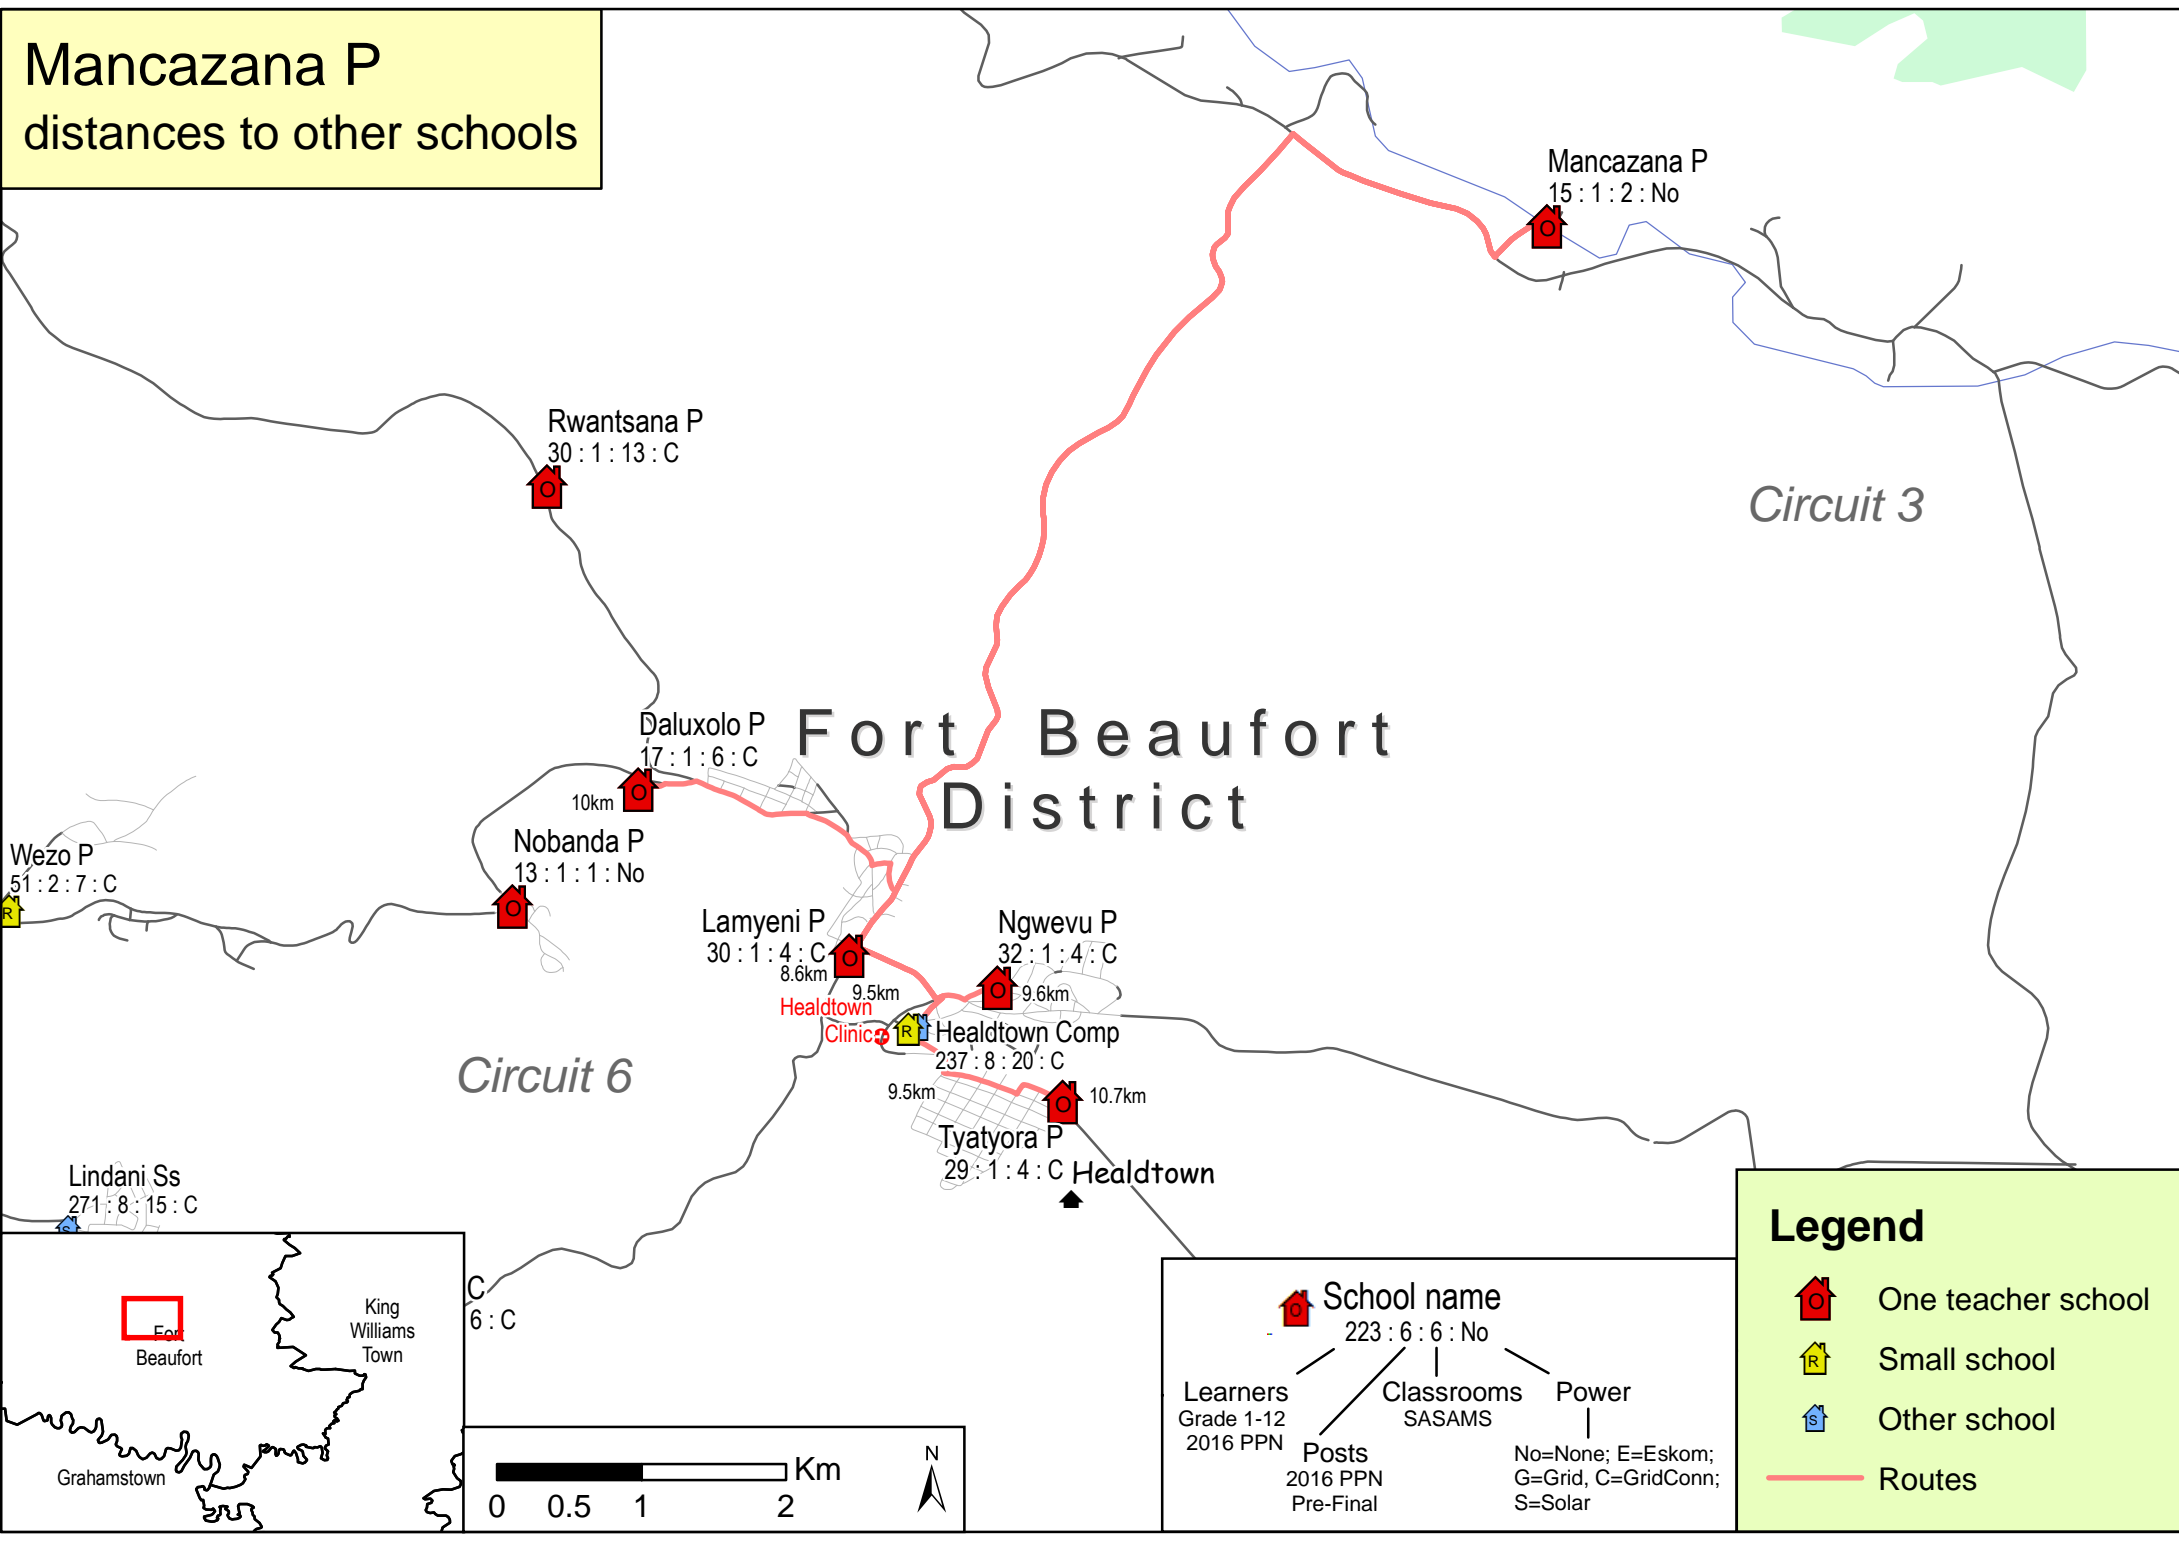 Mancazana P
distances to other schools
Mancazana P
15 : 1 : 2 : No
O
Rwantsana P
30 : 1 : 13 : C
O
Circuit 3
Daluxolo P
17 : 1 : 6 : C
O
10km
Fort Beaufort
District
Nobanda P
13 : 1 : 1 : No
O
Wezo P
51 : 2 : 7 : C
R
Lamyeni P
30 : 1 : 4 : C
O
8.6km
Ngwevu P
32 : 1 : 4 : C
O
9.6km
9.5km
Healdtown
Clinic
R
Healdtown Comp
237 : 8 : 20 : C
9.5km
O
10.7km
Circuit 6
Tyatyora P
29 : 1 : 4 : C
Healdtown
Lindani Ss
271 : 8 : 15 : C
S
C
6 : C
King
Williams
Town
Fort
Beaufort
Grahamstown
Km
0 0.5 1 2
N
O
School name
223 : 6 : 6 : No
Learners
Grade 1-12
2016 PPN
Posts
2016 PPN
Pre-Final
Classrooms
SASAMS
Power
No=None; E=Eskom;
G=Grid, C=GridConn;
S=Solar
Legend
O One teacher school
R Small school
S Other school
Routes